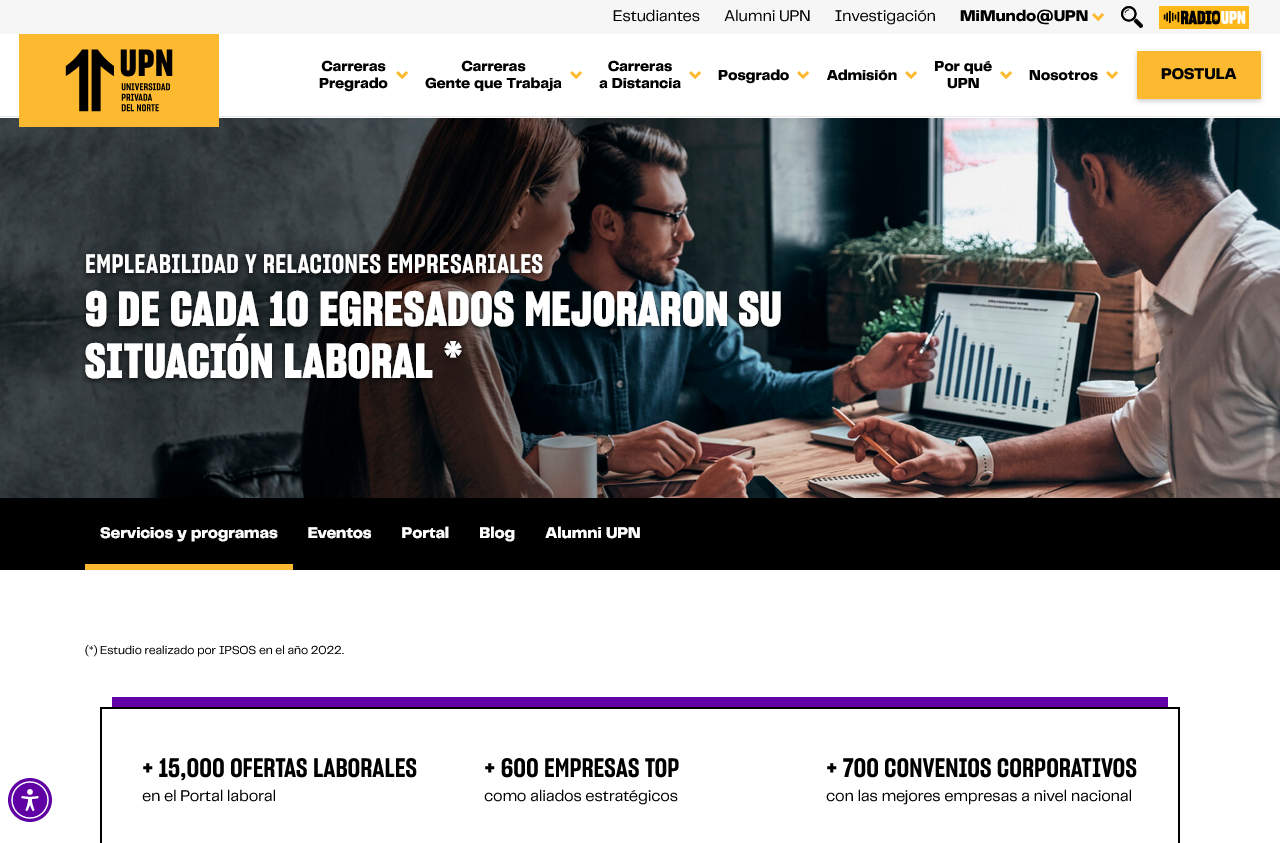 Estudiantes Alumni UPN Investigación MiMundo@UPN RADIO UPN
UPN
UNIVERSIDAD
PRIVADA
DEL NORTE
Carreras
Pregrado
Carreras
Gente que Trabaja
Carreras
a Distancia
Posgrado
Admisión
Por qué
UPN
Nosotros
POSTULA
EMPLEABILIDAD Y RELACIONES EMPRESARIALES
9 DE CADA 10 EGRESADOS MEJORARON SU
SITUACIÓN LABORAL *
Servicios y programas Eventos Portal Blog Alumni UPN
(*) Estudio realizado por IPSOS en el año 2022.
+ 15,000 OFERTAS LABORALES
en el Portal laboral
+ 600 EMPRESAS TOP
como aliados estratégicos
+ 700 CONVENIOS CORPORATIVOS
con las mejores empresas a nivel nacional